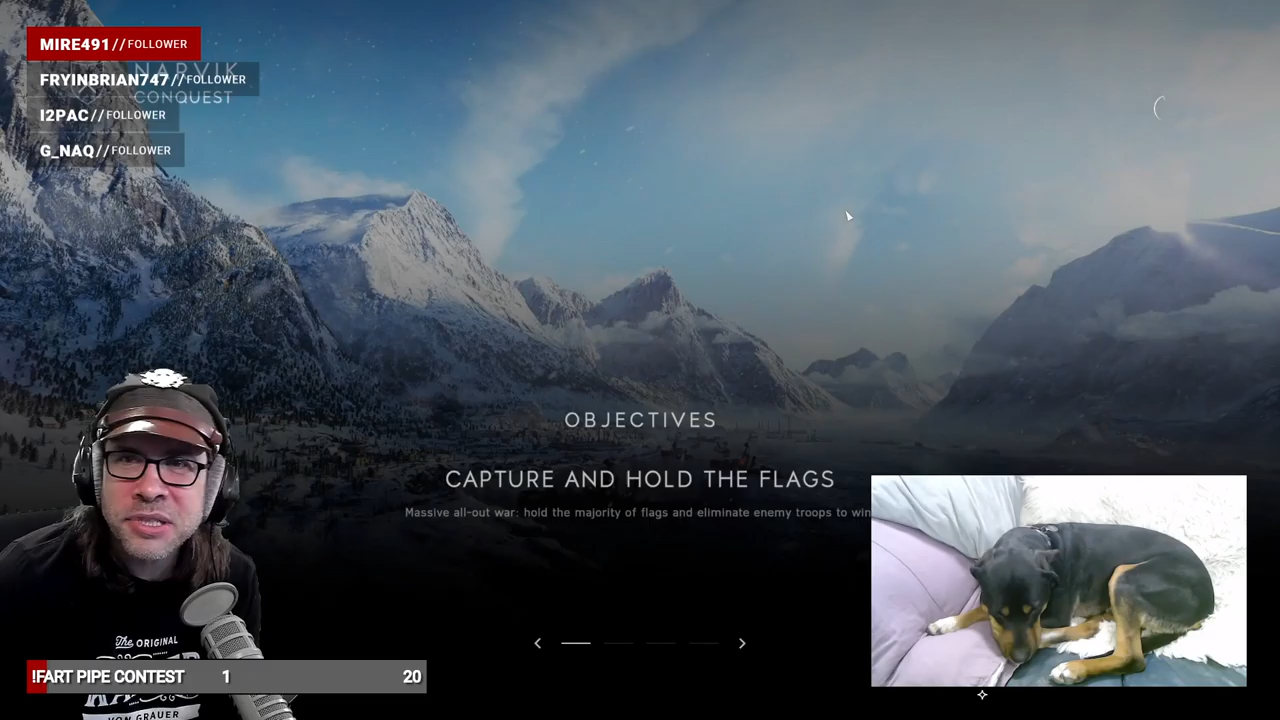 MIRE491//FOLLOWER
NARVIK
FRYINBRIAN747//FOLLOWER
CONQUEST
I2PAC//FOLLOWER
G_NAQ//FOLLOWER
OBJECTIVES
CAPTURE AND HOLD THE FLAGS
Massive all-out war: hold the majority of flags and eliminate enemy troops to win
The ORIGINAL
VON GRAUER
!FART PIPE CONTEST 1 20